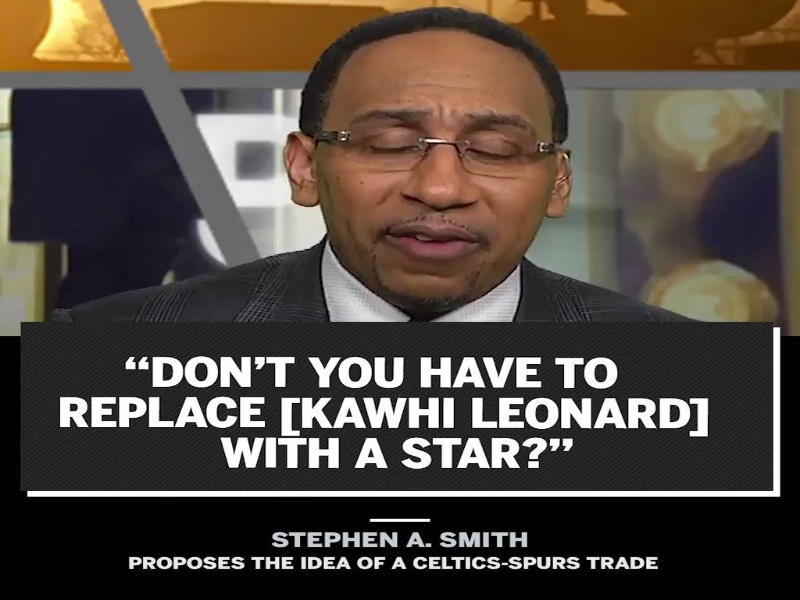 “DON’T YOU HAVE TO
REPLACE [KAWHI LEONARD]
WITH A STAR?”
STEPHEN A. SMITH
PROPOSES THE IDEA OF A CELTICS-SPURS TRADE